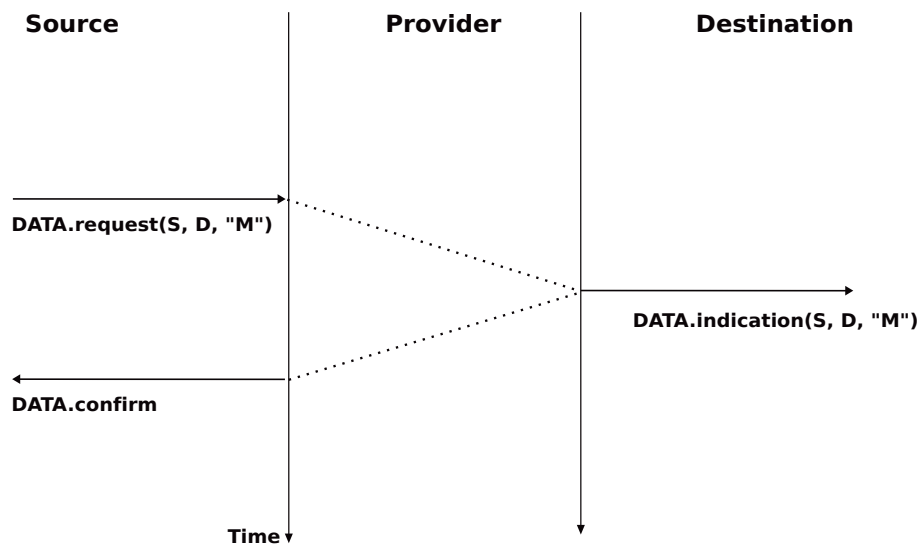 Source
Provider
Destination
DATA.request(S, D, "M")
DATA.indication(S, D, "M")
DATA.confirm
Time